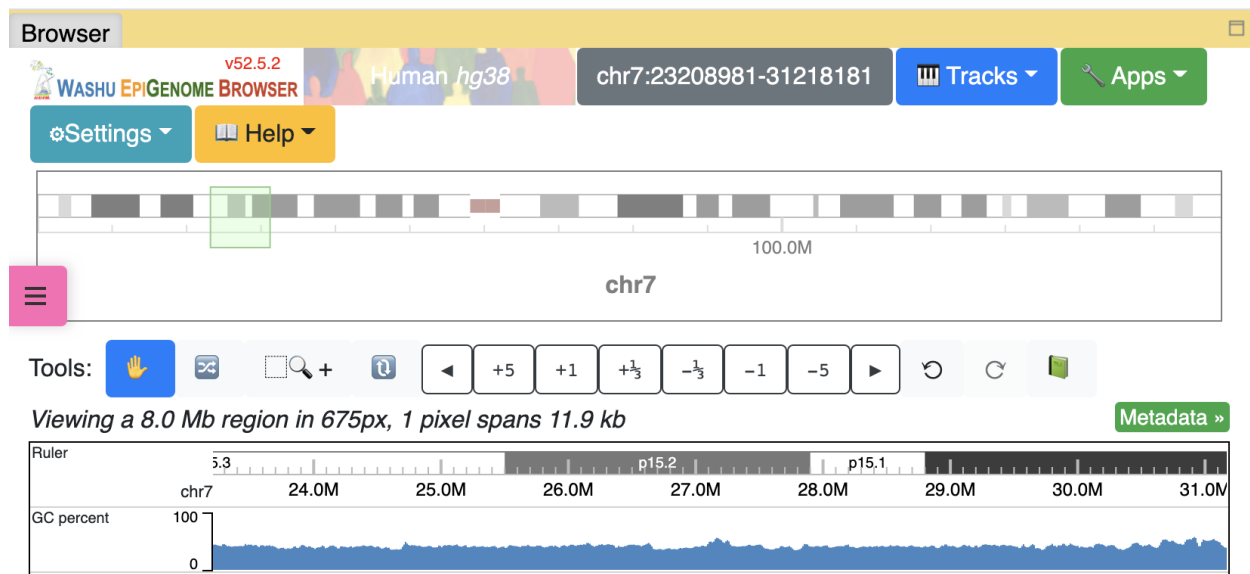 Browser
v52.5.2
WASHU EPIGENOME BROWSER
Human hg38
chr7:23208981-31218181
Tracks
Apps
Settings
Help
100.0M
chr7
Tools:
+5
+1
+⅓
-⅓
-1
-5
Viewing a 8.0 Mb region in 675px, 1 pixel spans 11.9 kb
Metadata »
Ruler
5.3
p15.2
p15.1
chr7
24.0M
25.0M
26.0M
27.0M
28.0M
29.0M
30.0M
31.0M
GC percent
100
0